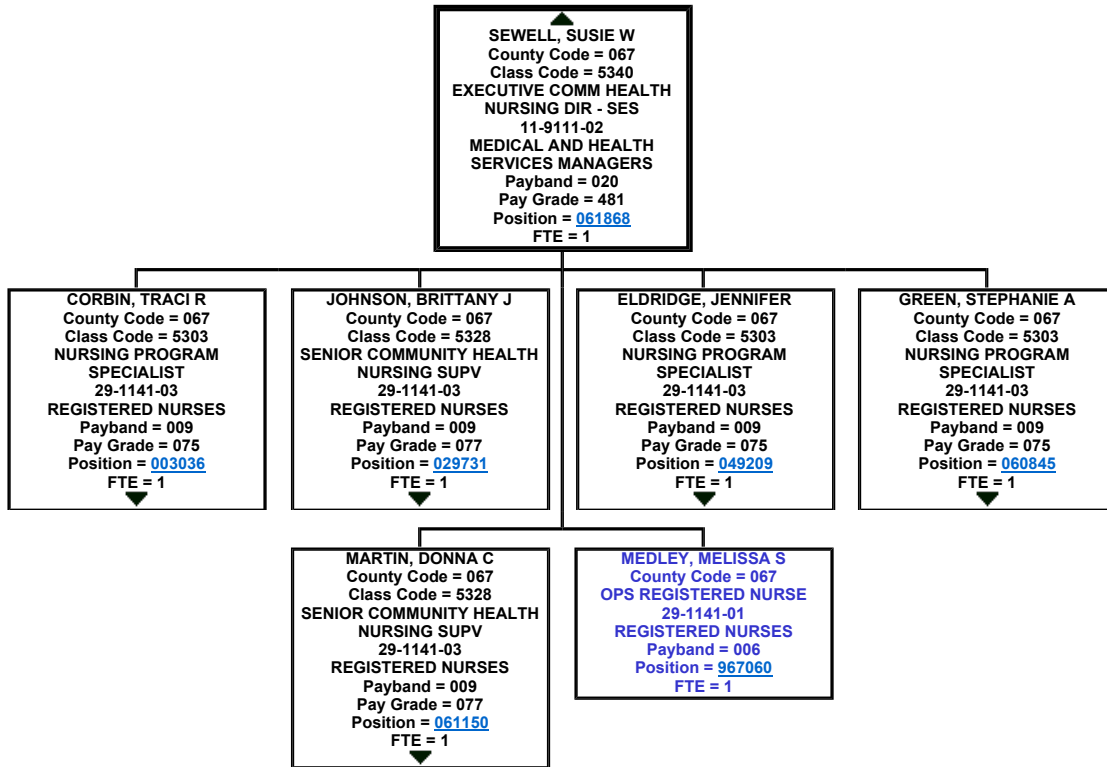 SEWELL, SUSIE W
County Code = 067
Class Code = 5340
EXECUTIVE COMM HEALTH
NURSING DIR - SES
11-9111-02
MEDICAL AND HEALTH
SERVICES MANAGERS
Payband = 020
Pay Grade = 481
Position = 061868
FTE = 1
CORBIN, TRACI R
County Code = 067
Class Code = 5303
NURSING PROGRAM
SPECIALIST
29-1141-03
REGISTERED NURSES
Payband = 009
Pay Grade = 075
Position = 003036
FTE = 1
JOHNSON, BRITTANY J
County Code = 067
Class Code = 5328
SENIOR COMMUNITY HEALTH
NURSING SUPV
29-1141-03
REGISTERED NURSES
Payband = 009
Pay Grade = 077
Position = 029731
FTE = 1
ELDRIDGE, JENNIFER
County Code = 067
Class Code = 5303
NURSING PROGRAM
SPECIALIST
29-1141-03
REGISTERED NURSES
Payband = 009
Pay Grade = 075
Position = 049209
FTE = 1
GREEN, STEPHANIE A
County Code = 067
Class Code = 5303
NURSING PROGRAM
SPECIALIST
29-1141-03
REGISTERED NURSES
Payband = 009
Pay Grade = 075
Position = 060845
FTE = 1
MARTIN, DONNA C
County Code = 067
Class Code = 5328
SENIOR COMMUNITY HEALTH
NURSING SUPV
29-1141-03
REGISTERED NURSES
Payband = 009
Pay Grade = 077
Position = 061150
FTE = 1
MEDLEY, MELISSA S
County Code = 067
OPS REGISTERED NURSE
29-1141-01
REGISTERED NURSES
Payband = 006
Position = 967060
FTE = 1